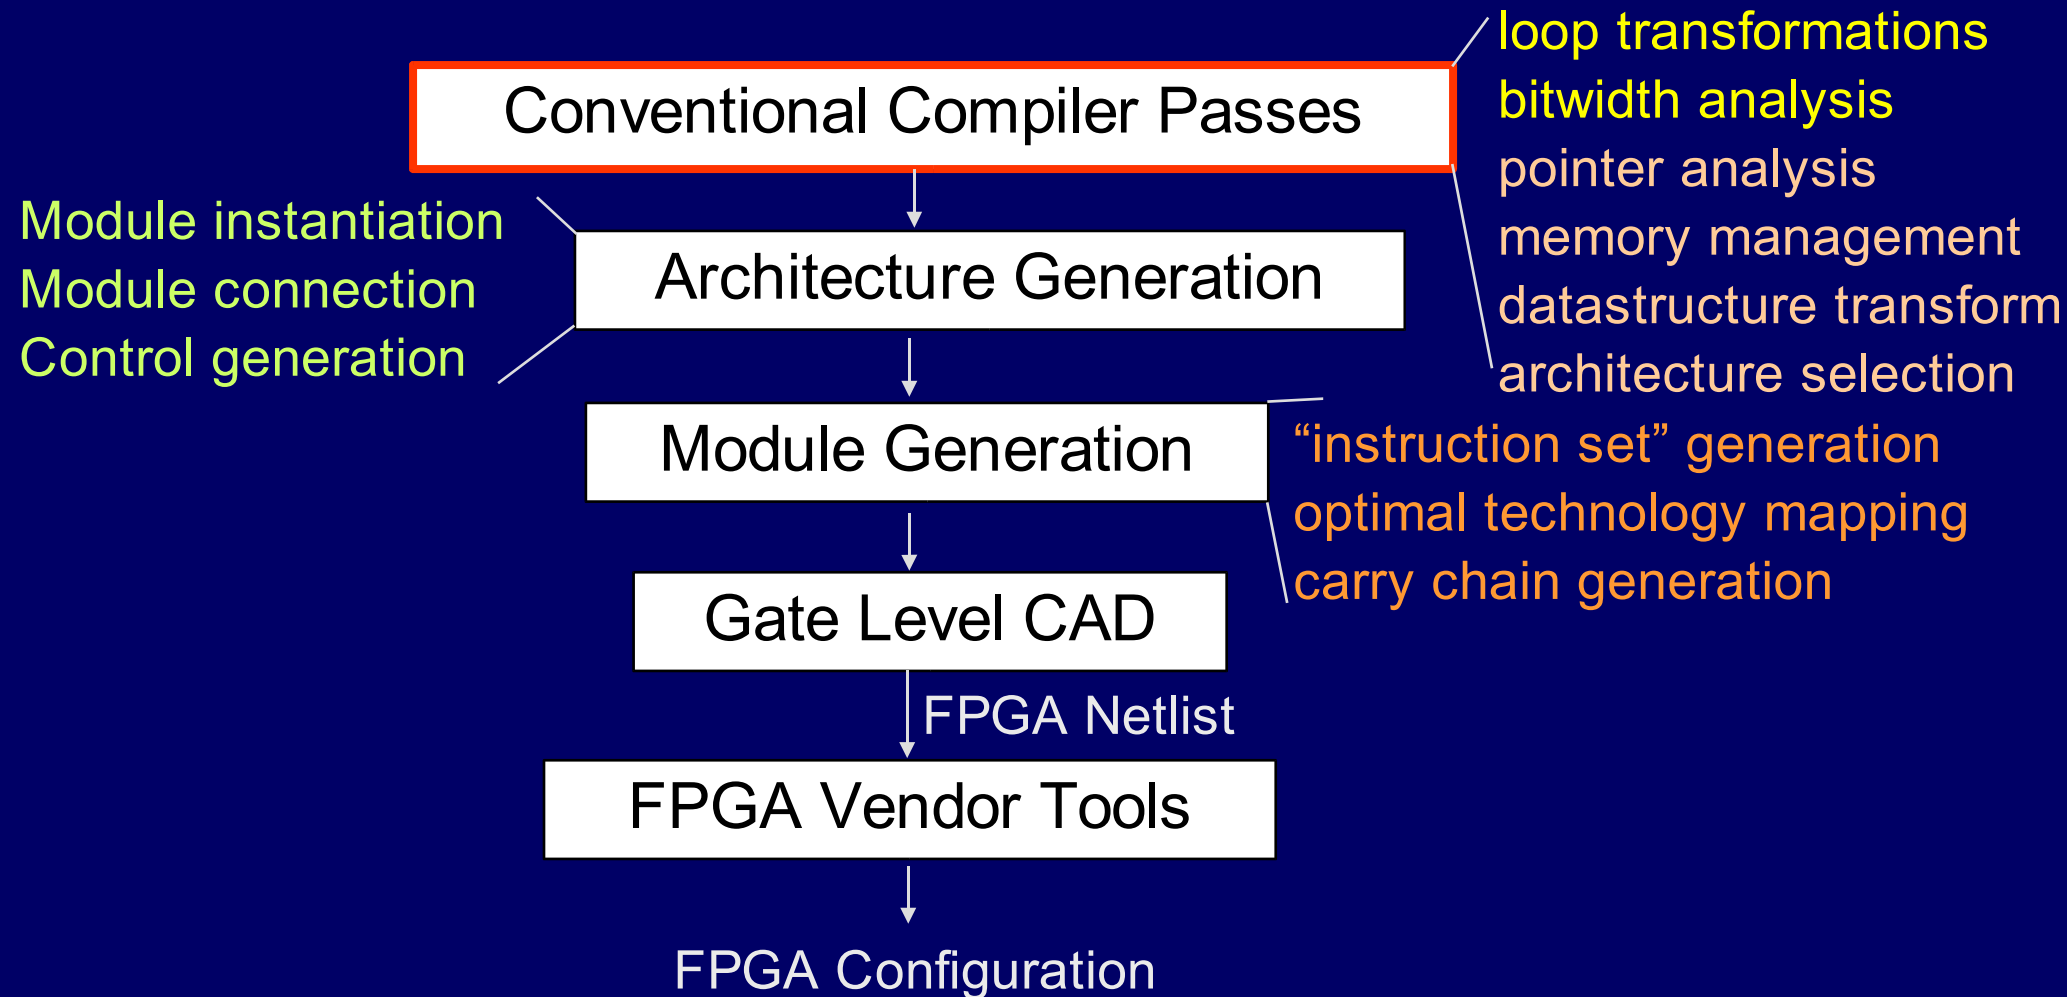 Conventional Compiler Passes
loop transformations
bitwidth analysis
pointer analysis
memory management
datastructure transform
architecture selection
Module instantiation
Module connection
Control generation
Architecture Generation
Module Generation
“instruction set” generation
optimal technology mapping
carry chain generation
Gate Level CAD
FPGA Netlist
FPGA Vendor Tools
FPGA Configuration